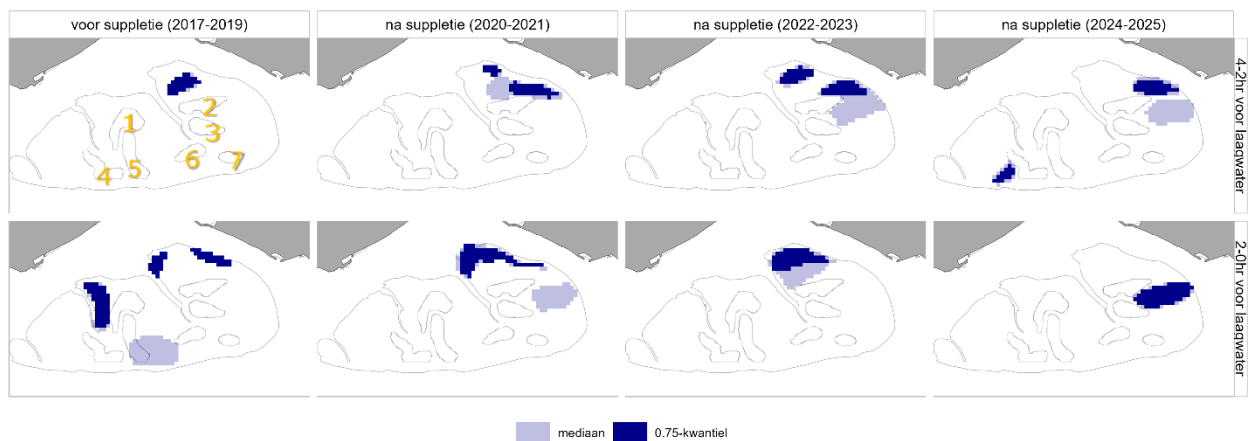 voor suppletie (2017-2019)
na suppletie (2020-2021)
na suppletie (2022-2023)
na suppletie (2024-2025)
4-2hr voor laagwater
1
2
3
4
5
6
7
2-0hr voor laagwater
mediaan
0.75-kwantiel